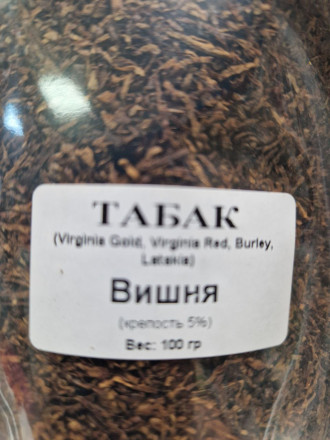 ТАБАК
(Virginia Gold, Virginia Red, Burley,
Latakia)
Вишня
(крепость 5%)
Вес: 100 гр